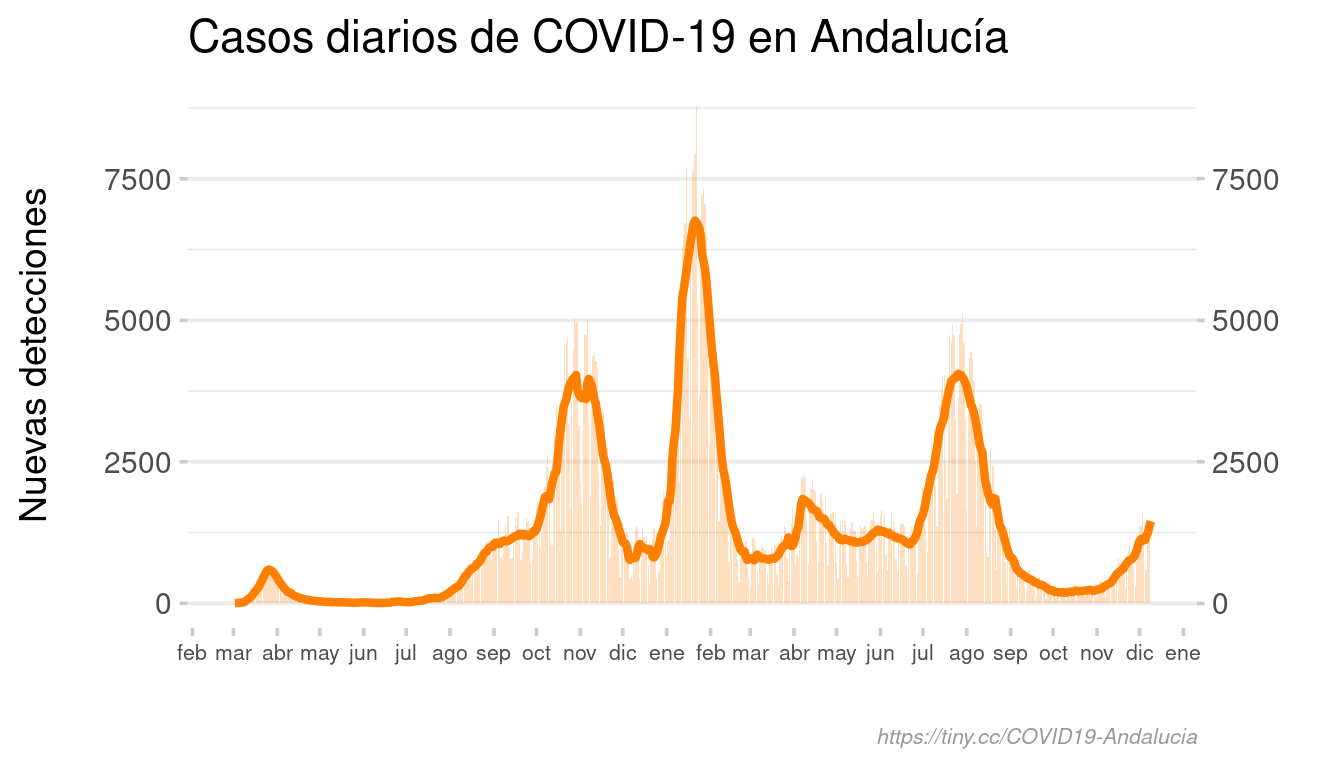 Casos diarios de COVID-19 en Andalucía
Nuevas detecciones
7500
7500
5000
5000
2500
2500
0
0
feb mar abr may jun jul ago sep oct nov dic ene feb mar abr may jun jul ago sep oct nov dic ene
https://tiny.cc/COVID19-Andalucia